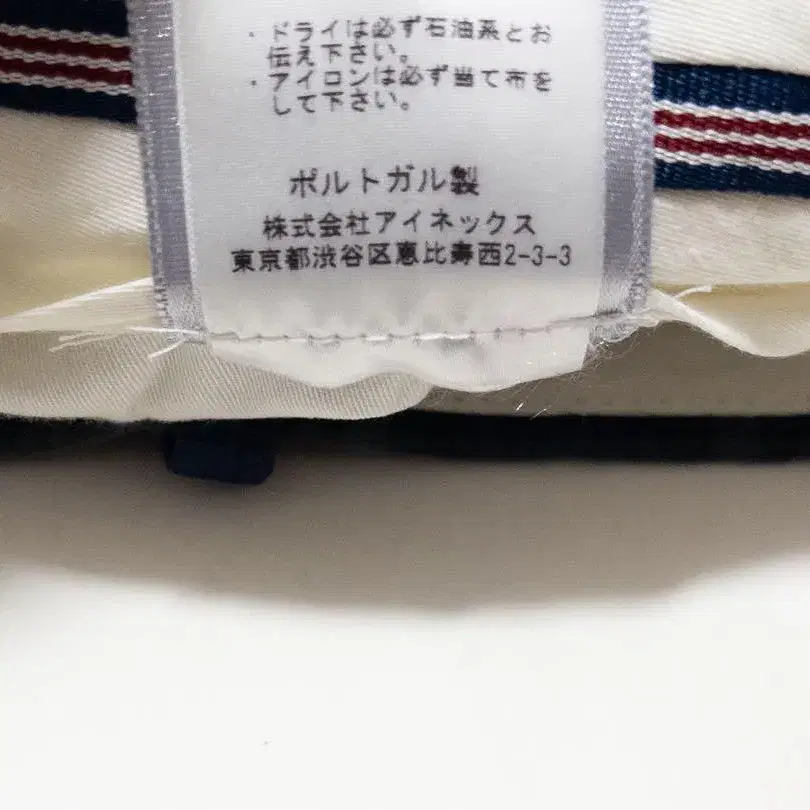 ・ドライは必ず石油系とお
伝え下さい。
・アイロンは必ず当て布を
して下さい。
ポルトガル製
株式会社アイネックス
東京都渋谷区恵比寿西2-3-3